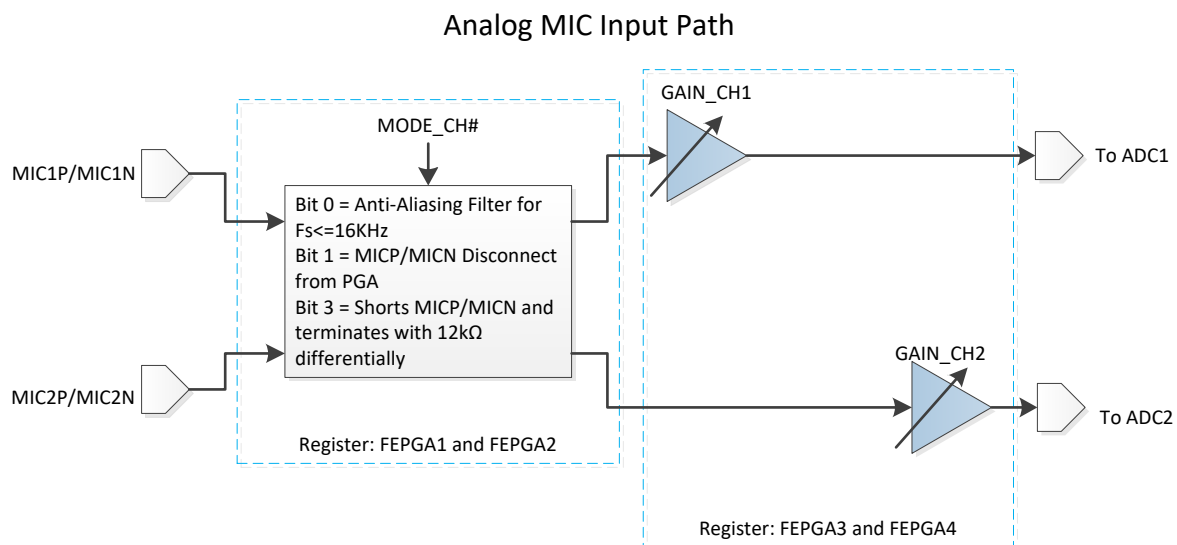 Analog MIC Input Path
GAIN_CH1
MODE_CH#
MIC1P/MIC1N
To ADC1
Bit 0 = Anti-Aliasing Filter for
Fs<=16KHz
Bit 1 = MICP/MICN Disconnect
from PGA
Bit 3 = Shorts MICP/MICN and
terminates with 12kΩ
differentially
GAIN_CH2
MIC2P/MIC2N
To ADC2
Register: FEPGA1 and FEPGA2
Register: FEPGA3 and FEPGA4